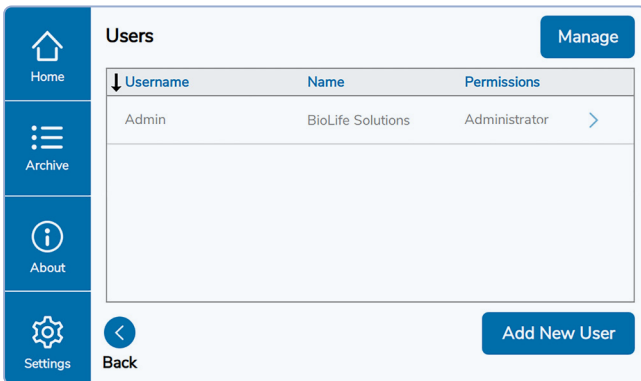 Users
Manage
Home
Username Name Permissions
Admin BioLife Solutions Administrator
Archive
About
Settings
Back
Add New User